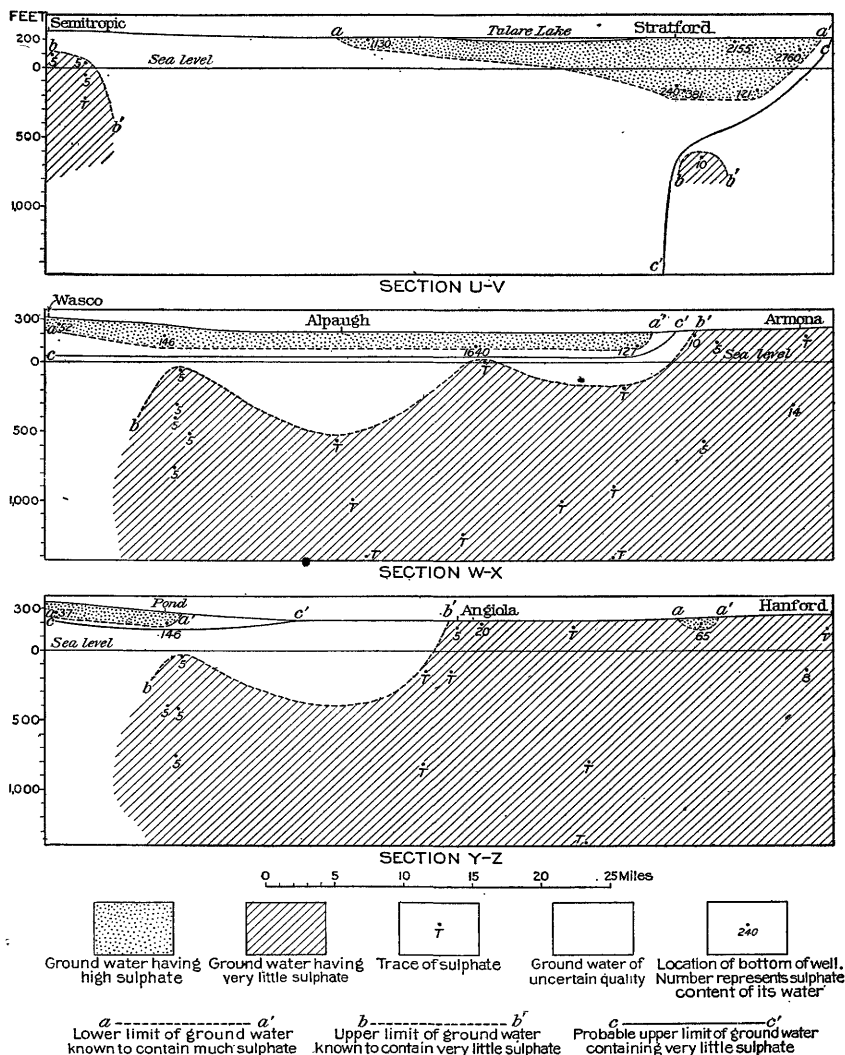 FEET
Semitropic
a
Tulare Lake
Stratford
a'
200
b
1130
2155
c
5
5
2760
0
Sea level
5
240
381
121
T
b'
500
10
b
b'
1,000
c'
SECTION U-V
Wasco
300
Alpaugh
a'
c'
b'
Armona
a
52
146
1640
127
10
5
T
c
0
Sea level
5
T
T
5
14
b
5
5
500
T
5
5
T
1,000
T
T
T
T
T
SECTION W-X
300
Pond
c'
b'
Angiola
a
a'
Hanford
a
37
a'
c
146
5
20
T
65
T
Sea level
0
5
T
T
8
b
5
5
500
5
T
T
1,000
T
SECTION Y-Z
0 5 10 15 20 25 Miles
T
240
Ground water having
high sulphate
Ground water having
very little sulphate
Trace of sulphate
Ground water of
uncertain quality
Location of bottom of well.
Number represents sulphate
content of its water
a a'
Lower limit of ground water
known to contain much sulphate
b b'
Upper limit of ground water
known to contain very little sulphate
c c'
Probable upper limit of ground water
containing very little sulphate